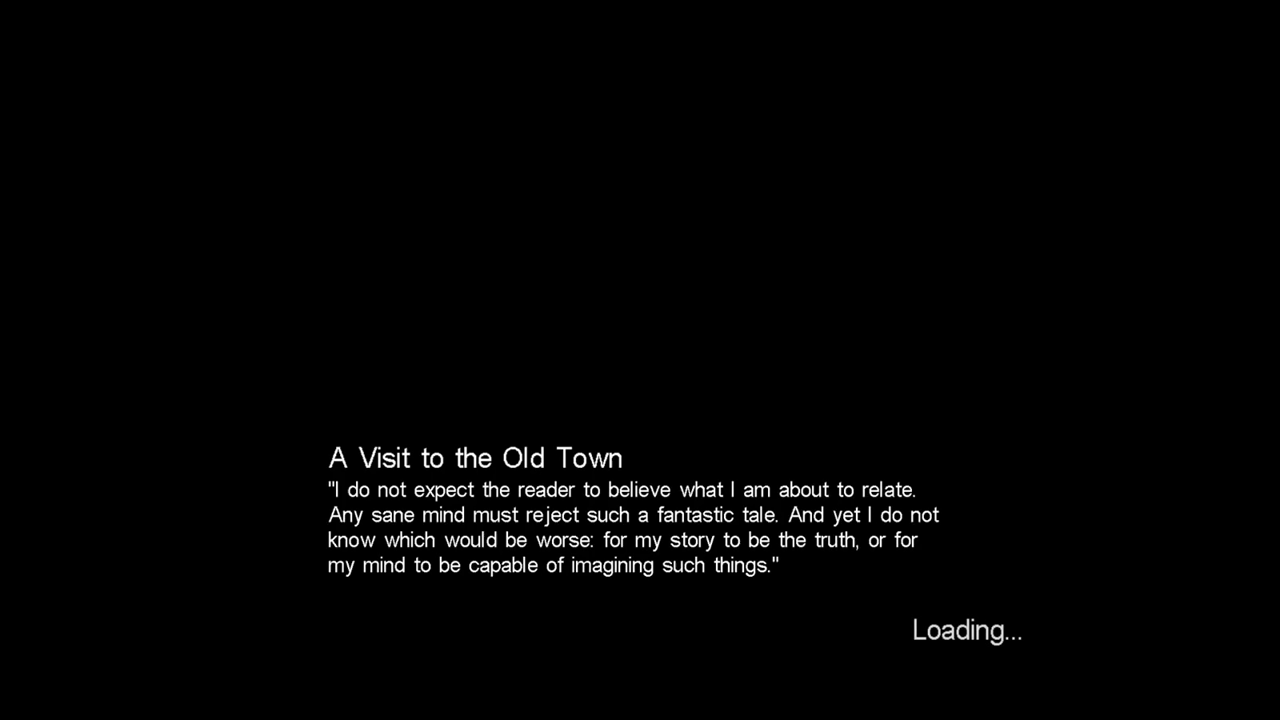 A Visit to the Old Town
"I do not expect the reader to believe what I am about to relate.
Any sane mind must reject such a fantastic tale. And yet I do not
know which would be worse: for my story to be the truth, or for
my mind to be capable of imagining such things."
Loading...